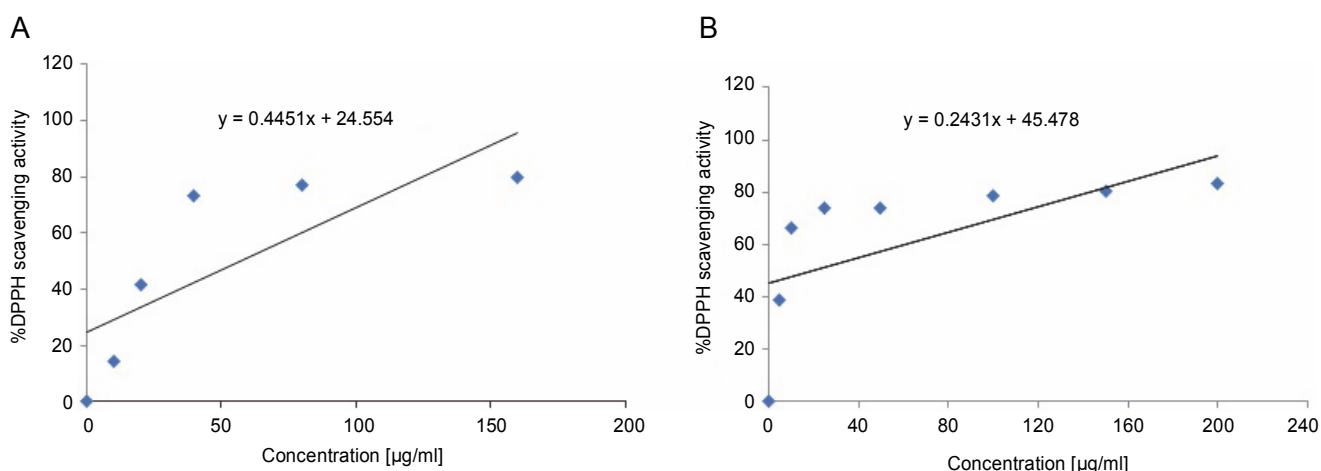 A
120
100
80
60
40
20
0
%DPPH scavenging activity
y = 0.4451x + 24.554
0 50 100 150 200
Concentration [µg/ml]
B
120
100
80
60
40
20
0
%DPPH scavenging activity
y = 0.2431x + 45.478
0 40 80 120 160 200 240
Concentration [µg/ml]